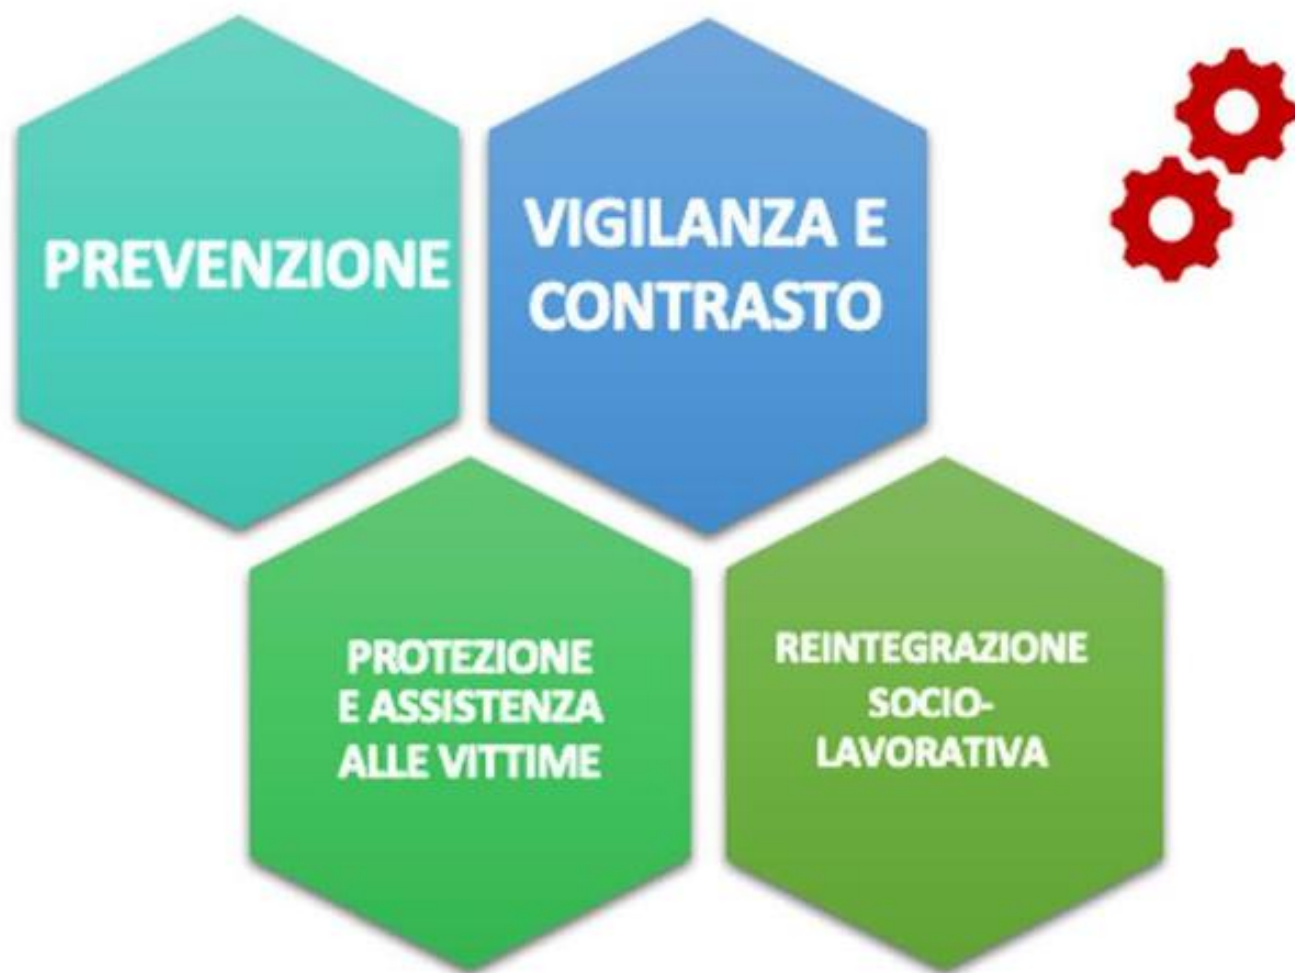 PREVENZIONE
VIGILANZA E
CONTRASTO
PROTEZIONE
E ASSISTENZA
ALLE VITTIME
REINTEGRAZIONE
SOCIO-
LAVORATIVA